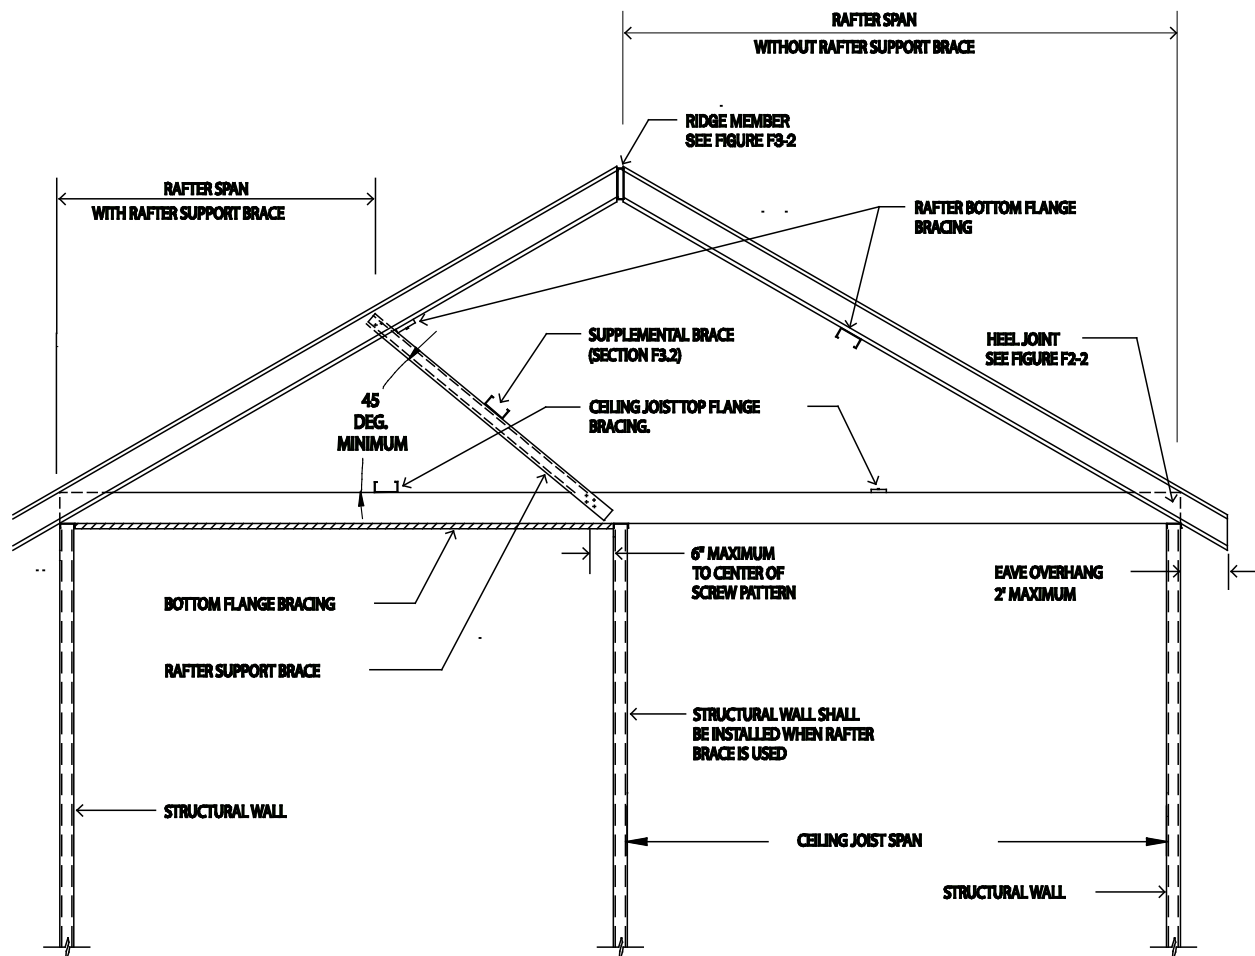 RAFTER SPAN
WITHOUT RAFTER SUPPORT BRACE
RIDGE MEMBER
SEE FIGURE F3-2
RAFTER SPAN
WITH RAFTER SUPPORT BRACE
RAFTER BOTTOM FLANGE
BRACING
SUPPLEMENTAL BRACE
(SECTION F3.2)
HEEL JOINT
SEE FIGURE F2-2
45
DEG.
MINIMUM
CEILING JOIST TOP FLANGE
BRACING.
6" MAXIMUM
TO CENTER OF
SCREW PATTERN
EAVE OVERHANG
2' MAXIMUM
BOTTOM FLANGE BRACING
RAFTER SUPPORT BRACE
STRUCTURAL WALL SHALL
BE INSTALLED WHEN RAFTER
BRACE IS USED
STRUCTURAL WALL
CEILING JOIST SPAN
STRUCTURAL WALL